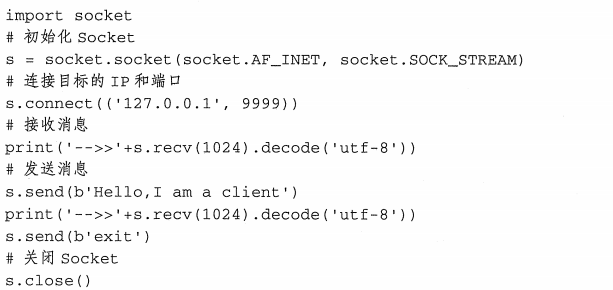 import socket
# 初始化 Socket
s = socket.socket(socket.AF_INET, socket.SOCK_STREAM)
# 连接目标的 IP 和端口
s.connect(('127.0.0.1', 9999))
# 接收消息
print('-->>'+s.recv(1024).decode('utf-8'))
# 发送消息
s.send(b'Hello,I am a client')
print('-->>'+s.recv(1024).decode('utf-8'))
s.send(b'exit')
# 关闭 Socket
s.close()